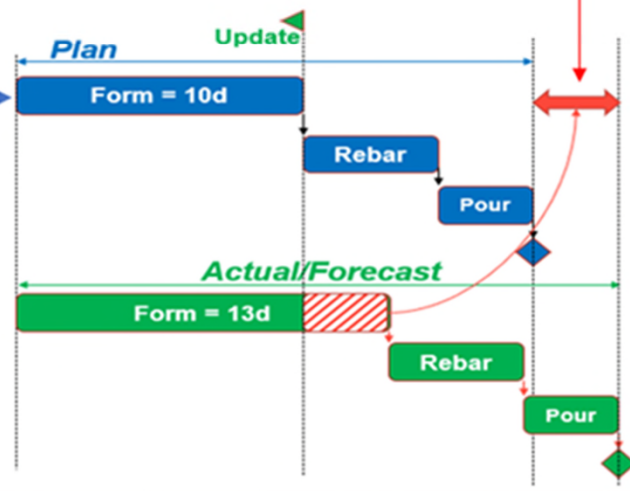 Update
Plan
Form = 10d
Rebar
Pour
Actual/Forecast
Form = 13d
Rebar
Pour